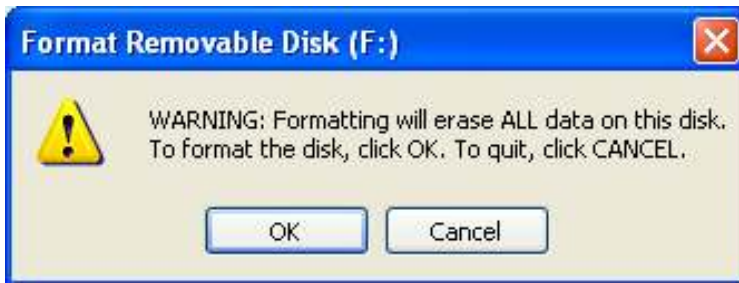 Format Removable Disk (F:)
WARNING: Formatting will erase ALL data on this disk.
To format the disk, click OK. To quit, click CANCEL.
OK
Cancel